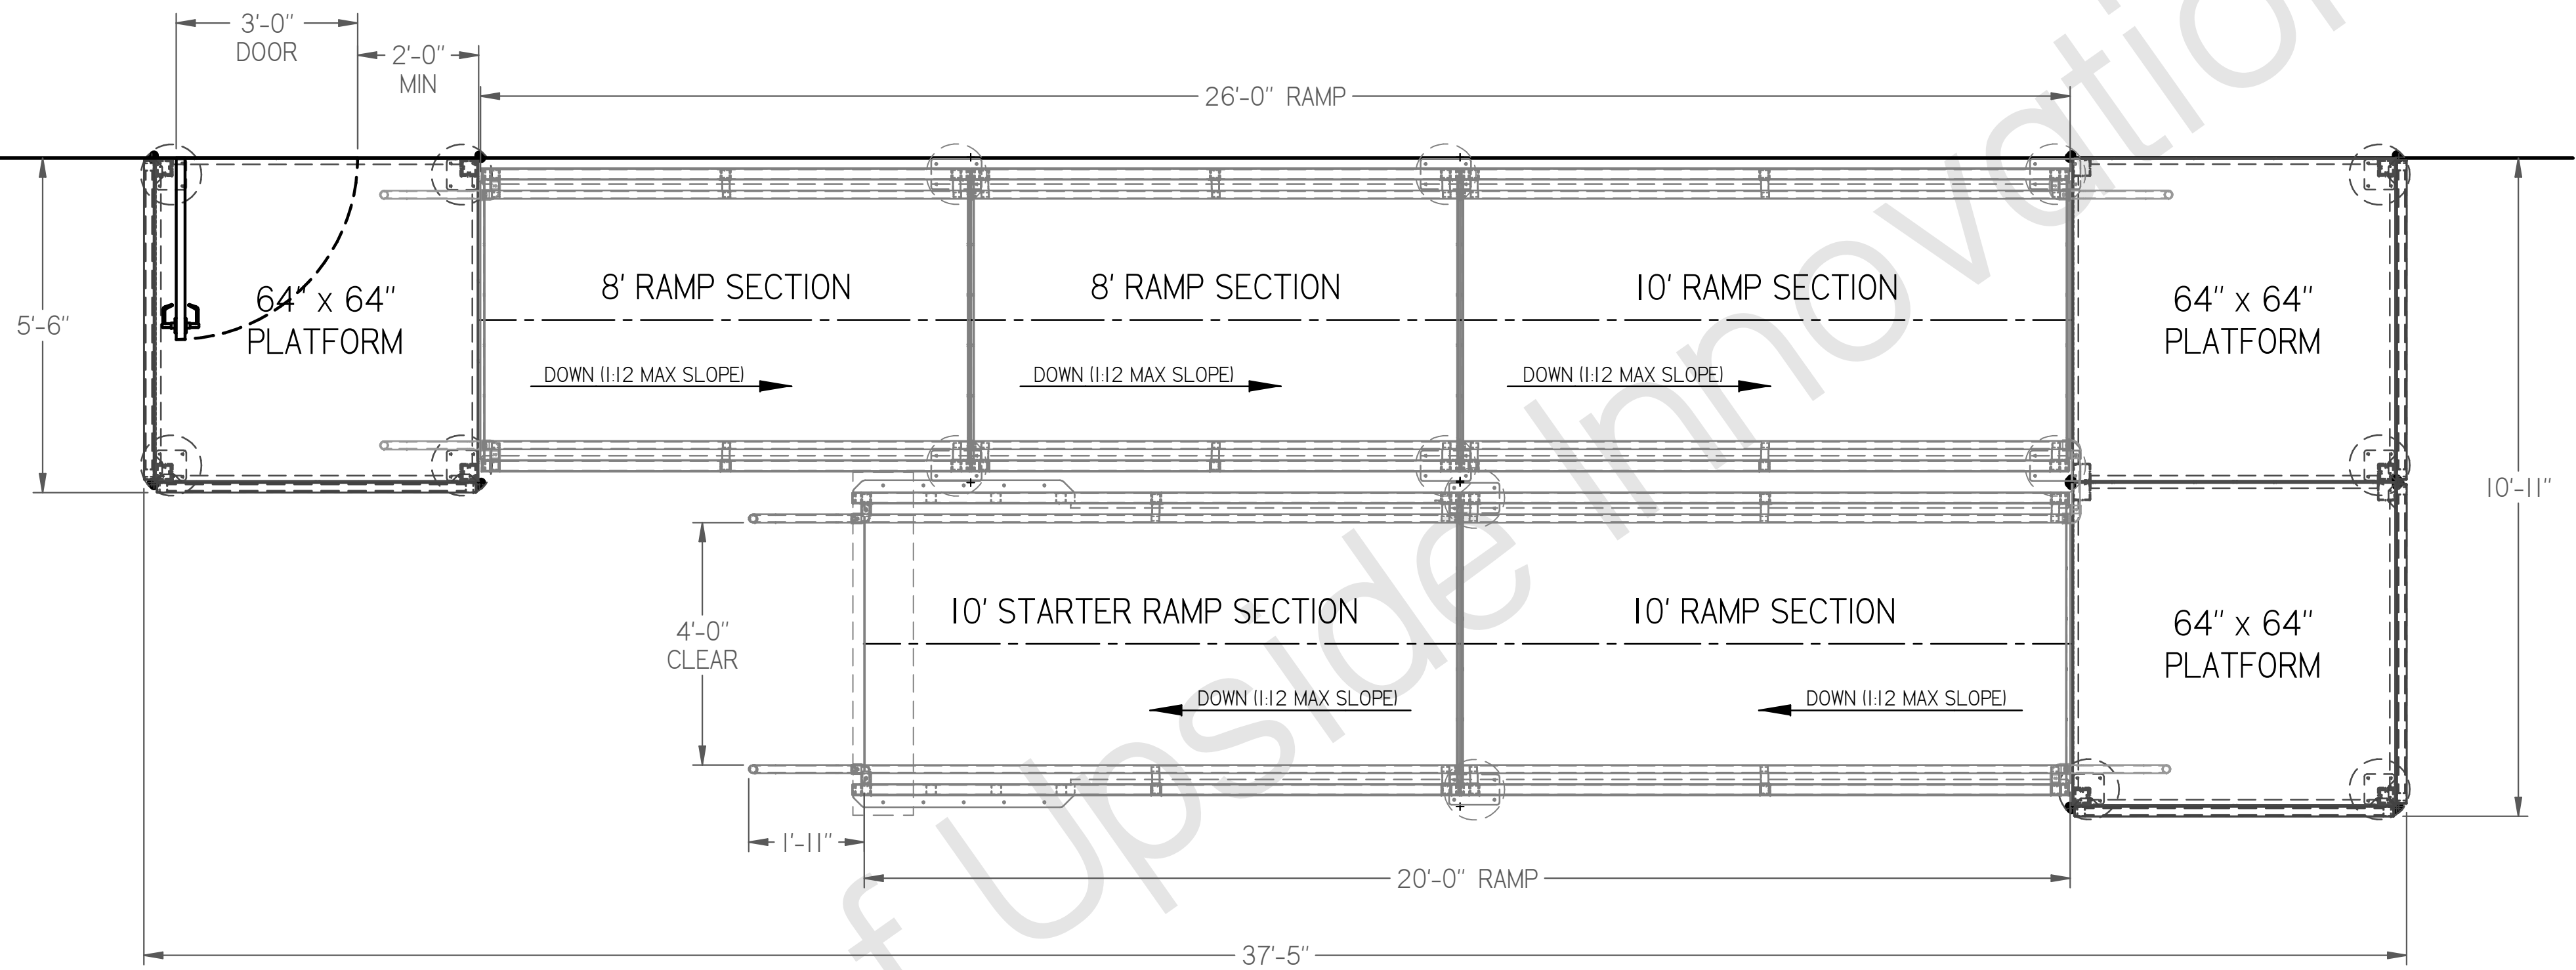 3'-0"
DOOR
2'-0"
MIN
26'-0" RAMP
5'-6"
64" x 64"
PLATFORM
8' RAMP SECTION
DOWN (1:12 MAX SLOPE)
8' RAMP SECTION
DOWN (1:12 MAX SLOPE)
10' RAMP SECTION
DOWN (1:12 MAX SLOPE)
64" x 64"
PLATFORM
10'-11"
4'-0"
CLEAR
10' STARTER RAMP SECTION
DOWN (1:12 MAX SLOPE)
10' RAMP SECTION
DOWN (1:12 MAX SLOPE)
64" x 64"
PLATFORM
1'-11"
20'-0" RAMP
37'-5"
f Upside Innovation